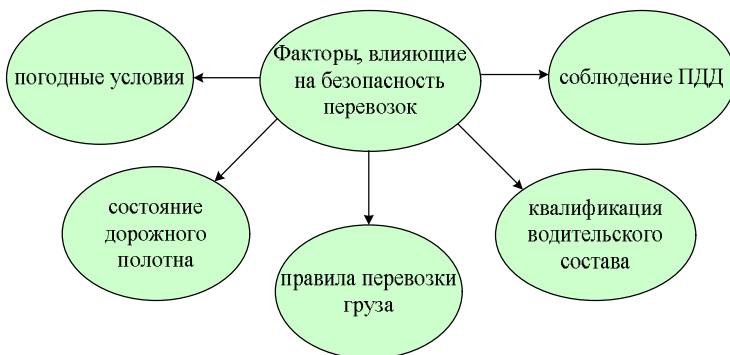 Факторы, влияющие
на безопасность
перевозок
погодные условия
соблюдение ПДД
состояние
дорожного
полотна
квалификация
водительского
состава
правила перевозки
груза